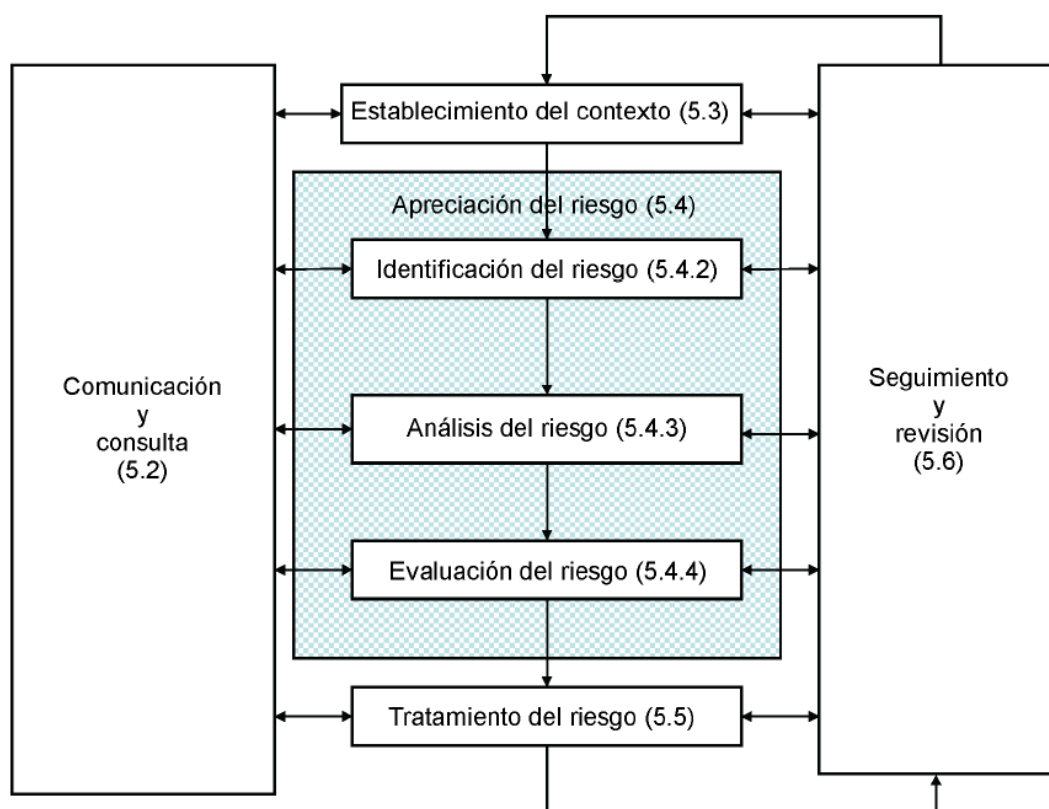 Establecimiento del contexto (5.3)
Apreciación del riesgo (5.4)
Identificación del riesgo (5.4.2)
Comunicación
y
consulta
(5.2)
Análisis del riesgo (5.4.3)
Seguimiento
y
revisión
(5.6)
Evaluación del riesgo (5.4.4)
Tratamiento del riesgo (5.5)